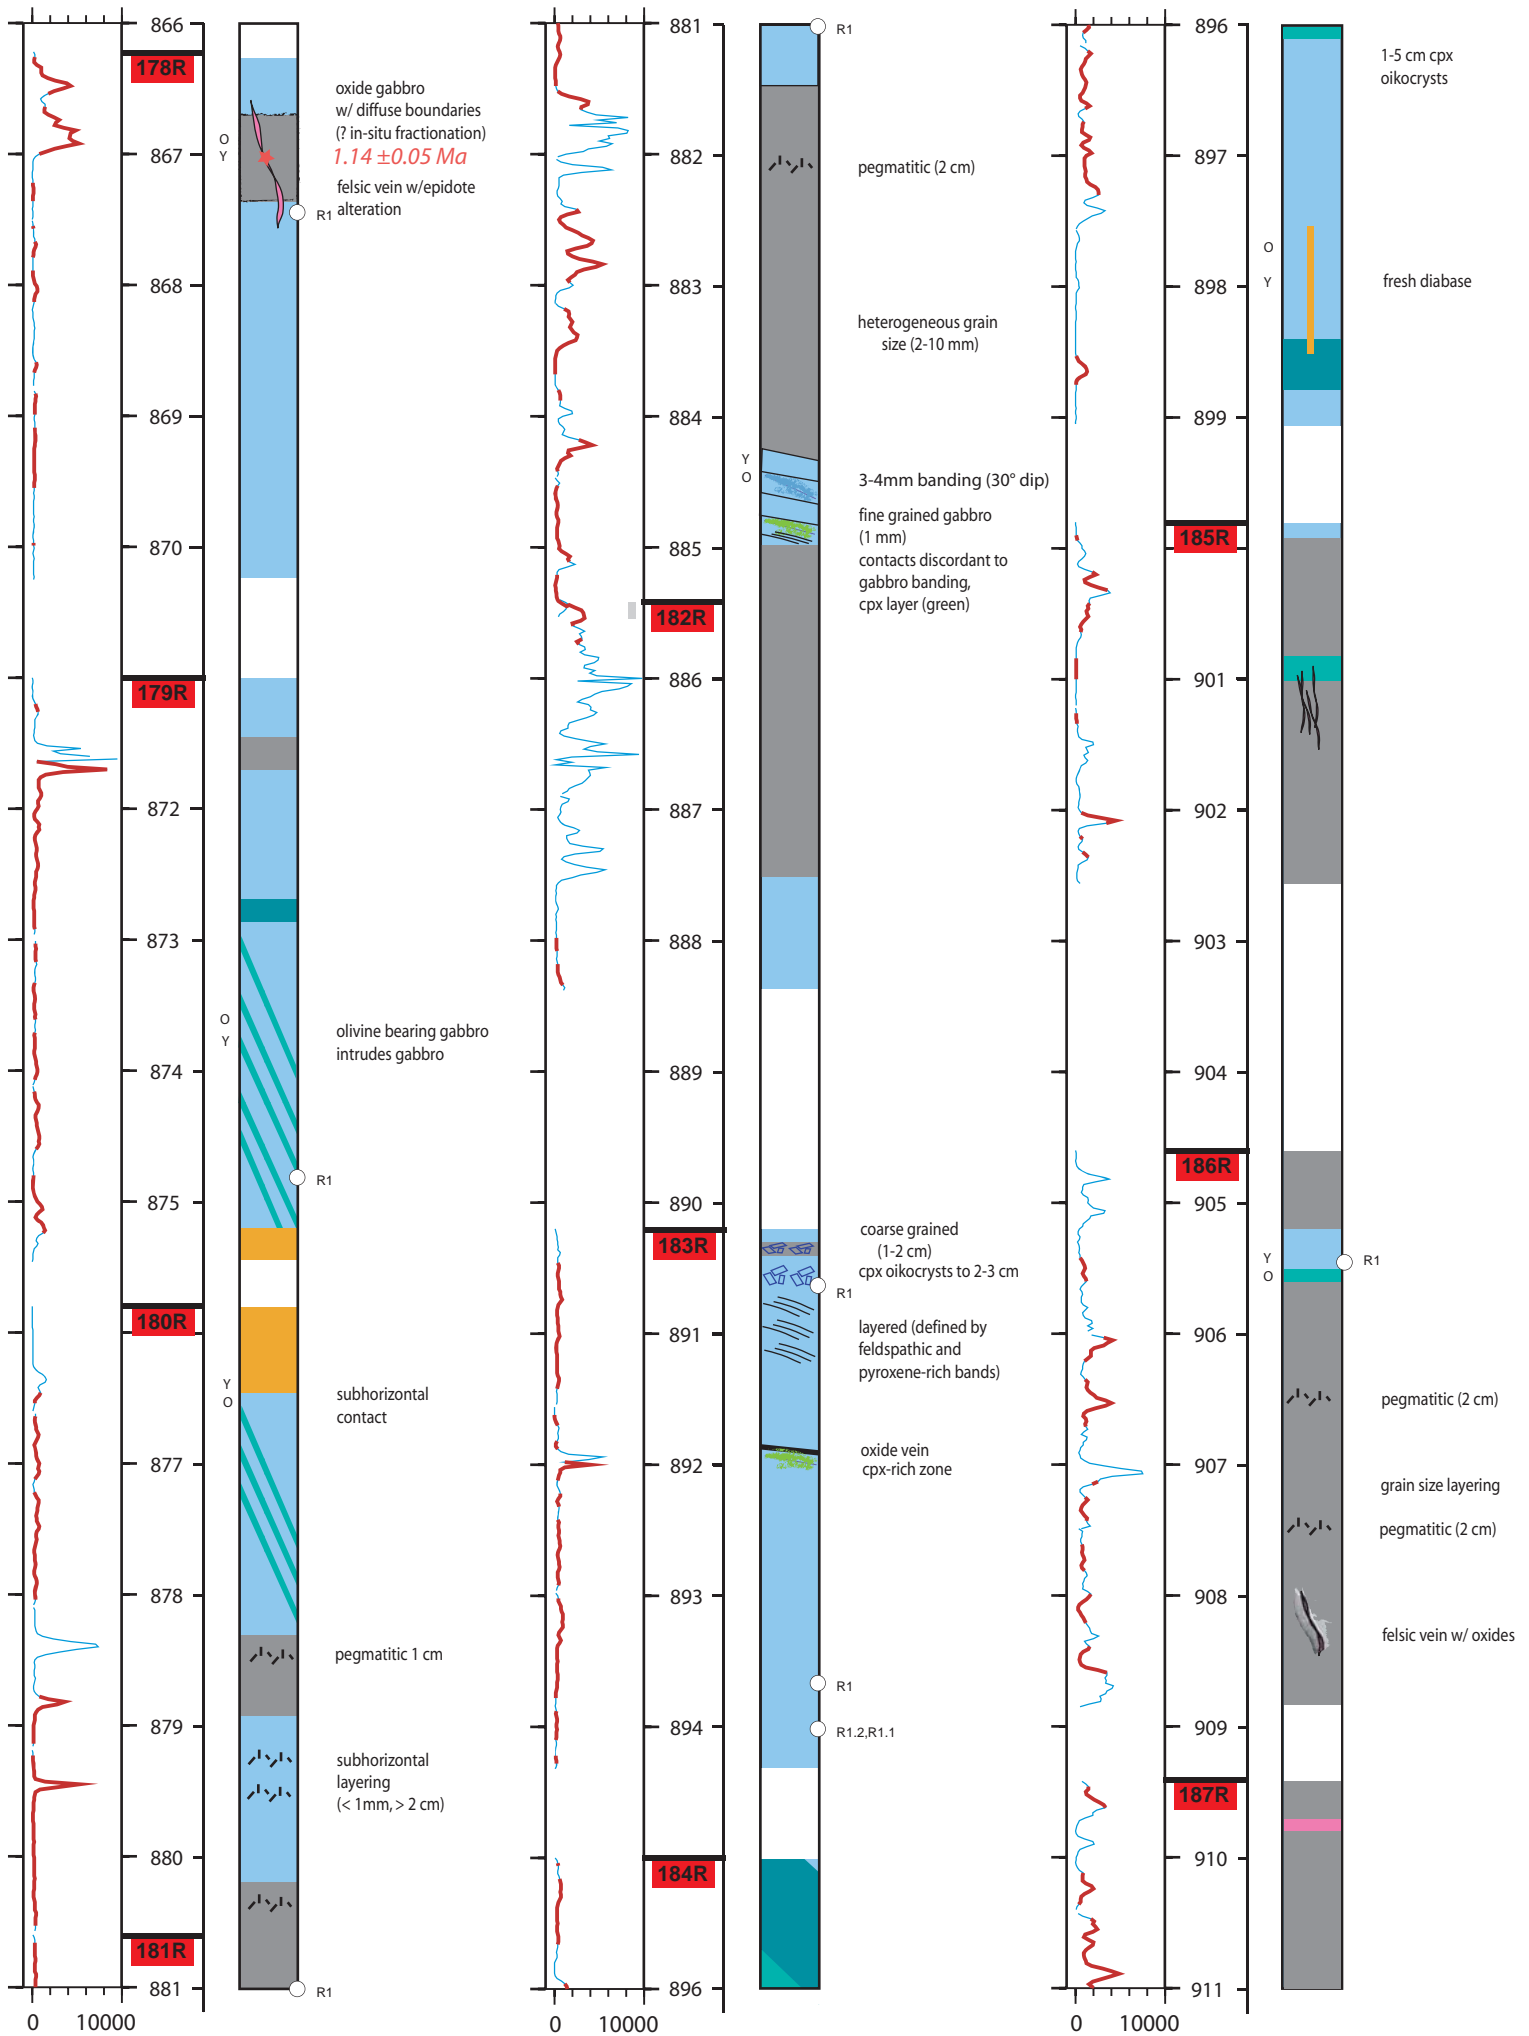 866
178R
oxide gabbro
w/ diffuse boundaries
(? in-situ fractionation)
1.14 ±0.05 Ma
felsic vein w/epidote
alteration
O
Y
867
R1
868
869
870
179R
872
873
O
Y
olivine bearing gabbro
intrudes gabbro
874
R1
875
180R
Y
O
subhorizontal
contact
877
878
pegmatitic 1 cm
879
subhorizontal
layering
(< 1mm, > 2 cm)
880
181R
881
R1
0 10000
881
R1
882
pegmatitic (2 cm)
883
heterogeneous grain
size (2-10 mm)
884
Y
O
3-4mm banding (30° dip)
fine grained gabbro
(1 mm)
contacts discordant to
gabbro banding,
cpx layer (green)
885
182R
886
887
888
889
890
183R
coarse grained
(1-2 cm)
cpx oikocrysts to 2-3 cm
R1
891
layered (defined by
feldspathic and
pyroxene-rich bands)
oxide vein
cpx-rich zone
892
893
R1
894
R1.2,R1.1
184R
896
0 10000
896
1-5 cm cpx
oikocrysts
897
O
Y
fresh diabase
898
899
185R
901
902
903
904
186R
905
Y
O
R1
906
pegmatitic (2 cm)
907
grain size layering
pegmatitic (2 cm)
908
felsic vein w/ oxides
909
187R
910
911
0 10000